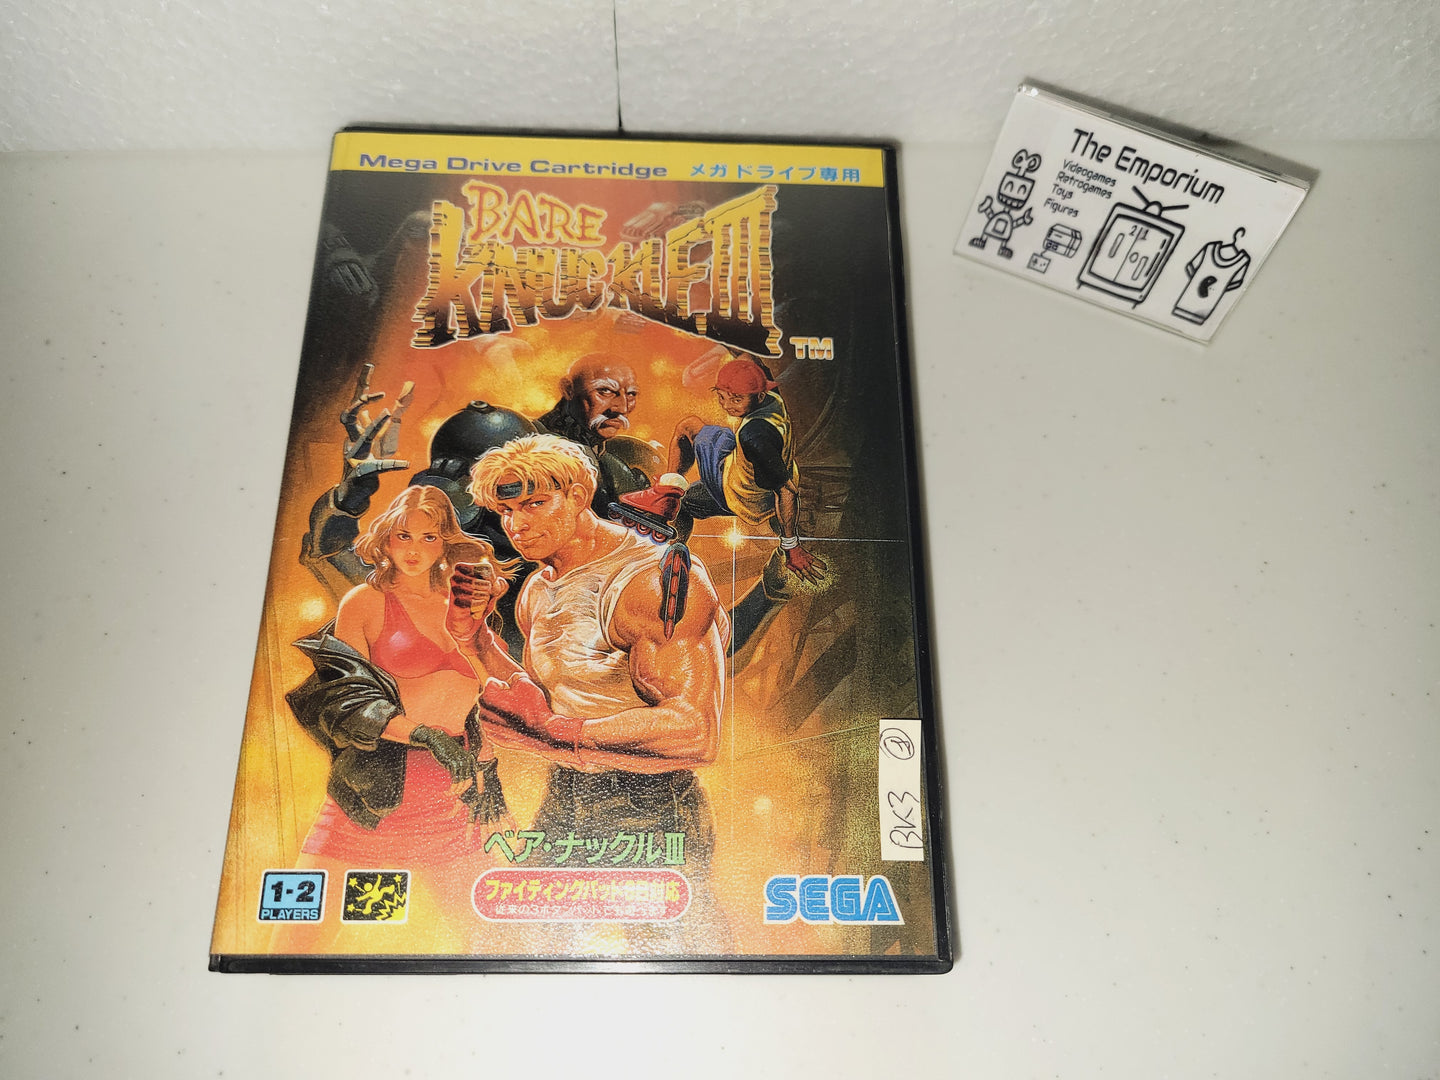 Mega Drive Cartridge メガドライブ専用
BARE
KNUCKLE III
TM
ベア・ナックルIII
ファイティングパッド6B対応
1-2
PLAYERS
SEGA
BK3 1
The Emporium
Videogames
Retrogames
Toys
Figures
21